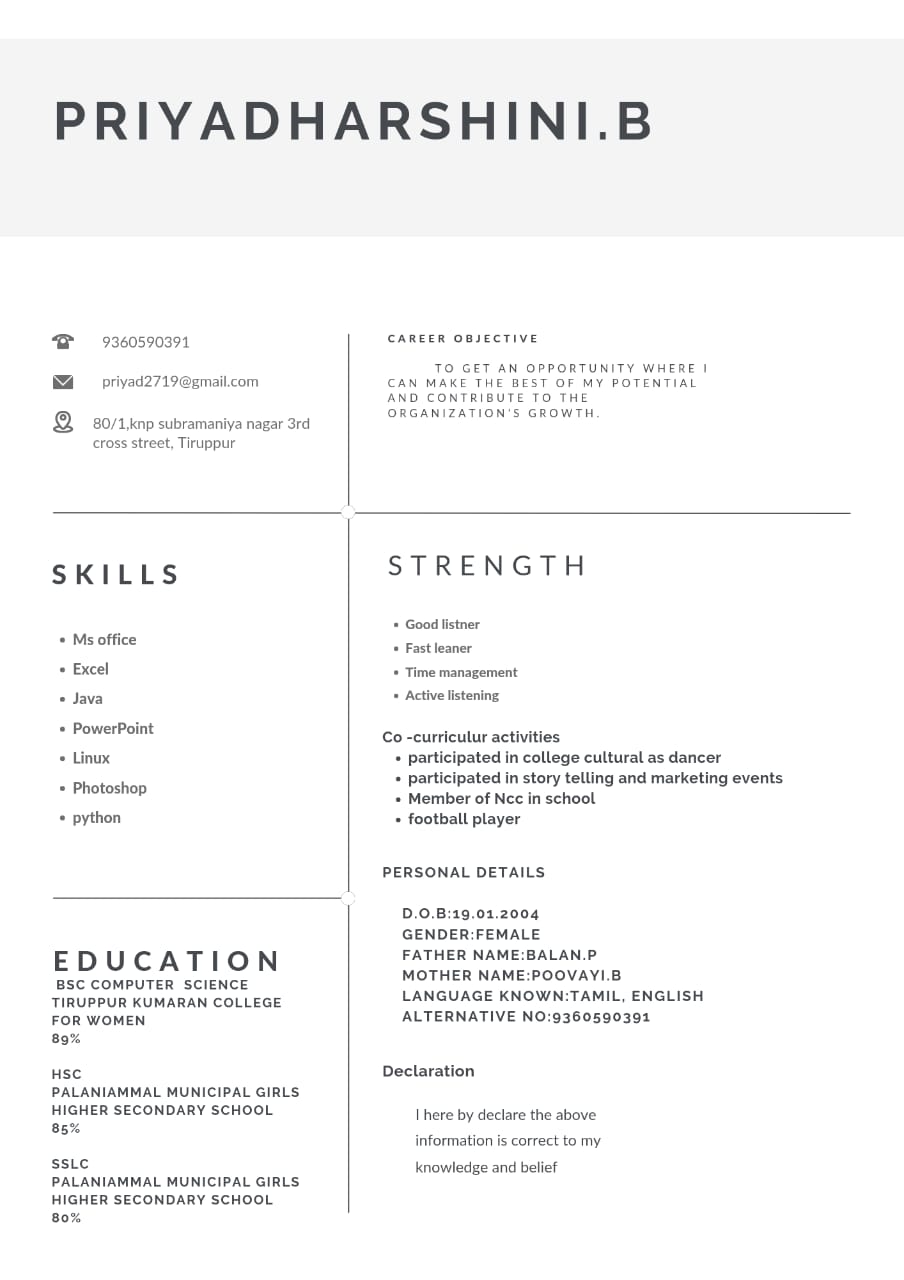 PRIYADHARSHINI.B
9360590391
priyad2719@gmail.com
80/1,knp subramaniya nagar 3rd
cross street, Tiruppur
CAREER OBJECTIVE
TO GET AN OPPORTUNITY WHERE I
CAN MAKE THE BEST OF MY POTENTIAL
AND CONTRIBUTE TO THE
ORGANIZATION'S GROWTH.
SKILLS
• Ms office
• Excel
• Java
• PowerPoint
• Linux
• Photoshop
• python
EDUCATION
BSC COMPUTER SCIENCE
TIRUPPUR KUMARAN COLLEGE
FOR WOMEN
89%
HSC
PALANIAMMAL MUNICIPAL GIRLS
HIGHER SECONDARY SCHOOL
85%
SSLC
PALANIAMMAL MUNICIPAL GIRLS
HIGHER SECONDARY SCHOOL
80%
STRENGTH
• Good listner
• Fast leaner
• Time management
• Active listening
Co -curriculur activities
• participated in college cultural as dancer
• participated in story telling and marketing events
• Member of Ncc in school
• football player
PERSONAL DETAILS
D.O.B:19.01.2004
GENDER:FEMALE
FATHER NAME:BALAN.P
MOTHER NAME:POOVAYI.B
LANGUAGE KNOWN:TAMIL, ENGLISH
ALTERNATIVE NO:9360590391
Declaration
I here by declare the above
information is correct to my
knowledge and belief